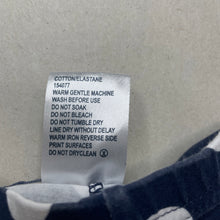 COTTON/ELASTANE
154077
WARM GENTLE MACHINE
WASH BEFORE USE
DO NOT SOAK
DO NOT BLEACH
DO NOT TUMBLE DRY
LINE DRY WITHOUT DELAY
WARM IRON REVERSE SIDE
PRINT SURFACES
DO NOT DRYCLEAN